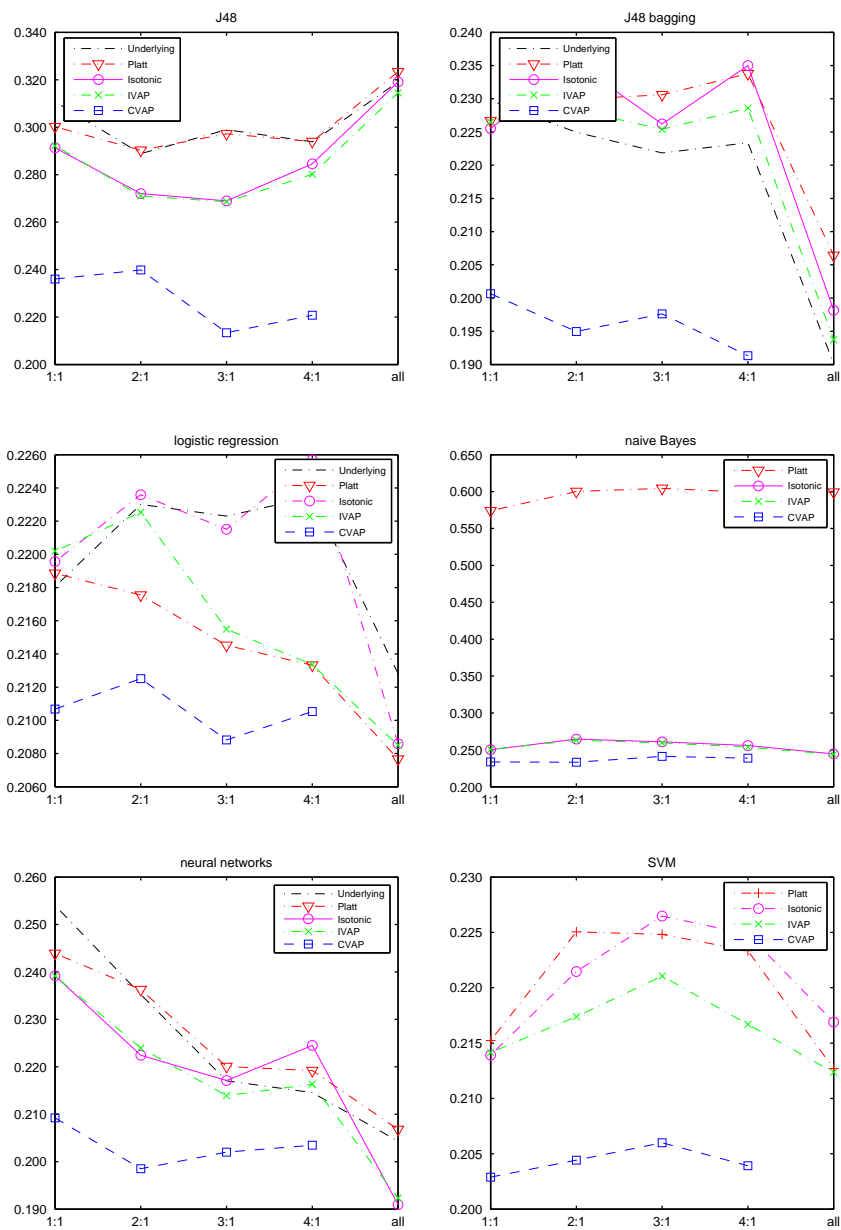 J48
0.340
0.320
0.300
0.280
0.260
0.240
0.220
0.200
1:1 2:1 3:1 4:1 all
Underlying
Platt
Isotonic
IVAP
CVAP
J48 bagging
0.240
0.235
0.230
0.225
0.220
0.215
0.210
0.205
0.200
0.195
0.190
1:1 2:1 3:1 4:1 all
Underlying
Platt
Isotonic
IVAP
CVAP
logistic regression
0.2260
0.2240
0.2220
0.2200
0.2180
0.2160
0.2140
0.2120
0.2100
0.2080
0.2060
1:1 2:1 3:1 4:1 all
Underlying
Platt
Isotonic
IVAP
CVAP
naive Bayes
0.650
0.600
0.550
0.500
0.450
0.400
0.350
0.300
0.250
0.200
1:1 2:1 3:1 4:1 all
Platt
Isotonic
IVAP
CVAP
neural networks
0.260
0.250
0.240
0.230
0.220
0.210
0.200
0.190
1:1 2:1 3:1 4:1 all
Underlying
Platt
Isotonic
IVAP
CVAP
SVM
0.230
0.225
0.220
0.215
0.210
0.205
0.200
1:1 2:1 3:1 4:1 all
Platt
Isotonic
IVAP
CVAP